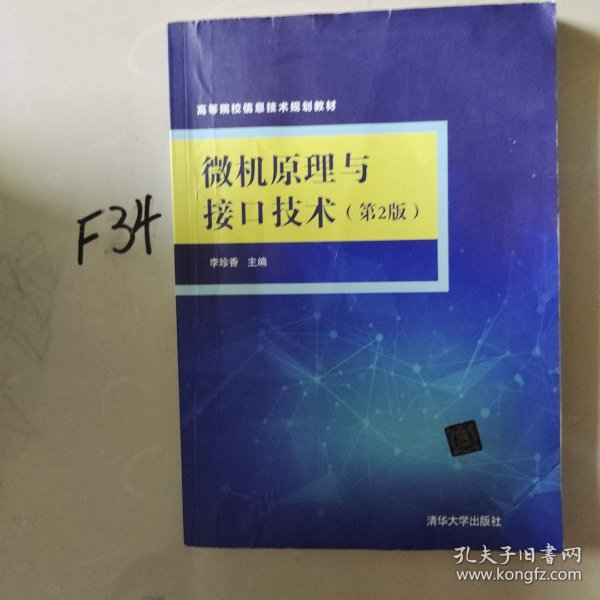 高等院校信息技术规划教材
微机原理与
接口技术（第2版）
李珍香 主编
F34
清华大学出版社
孔夫子旧书网
www.kongfz.com